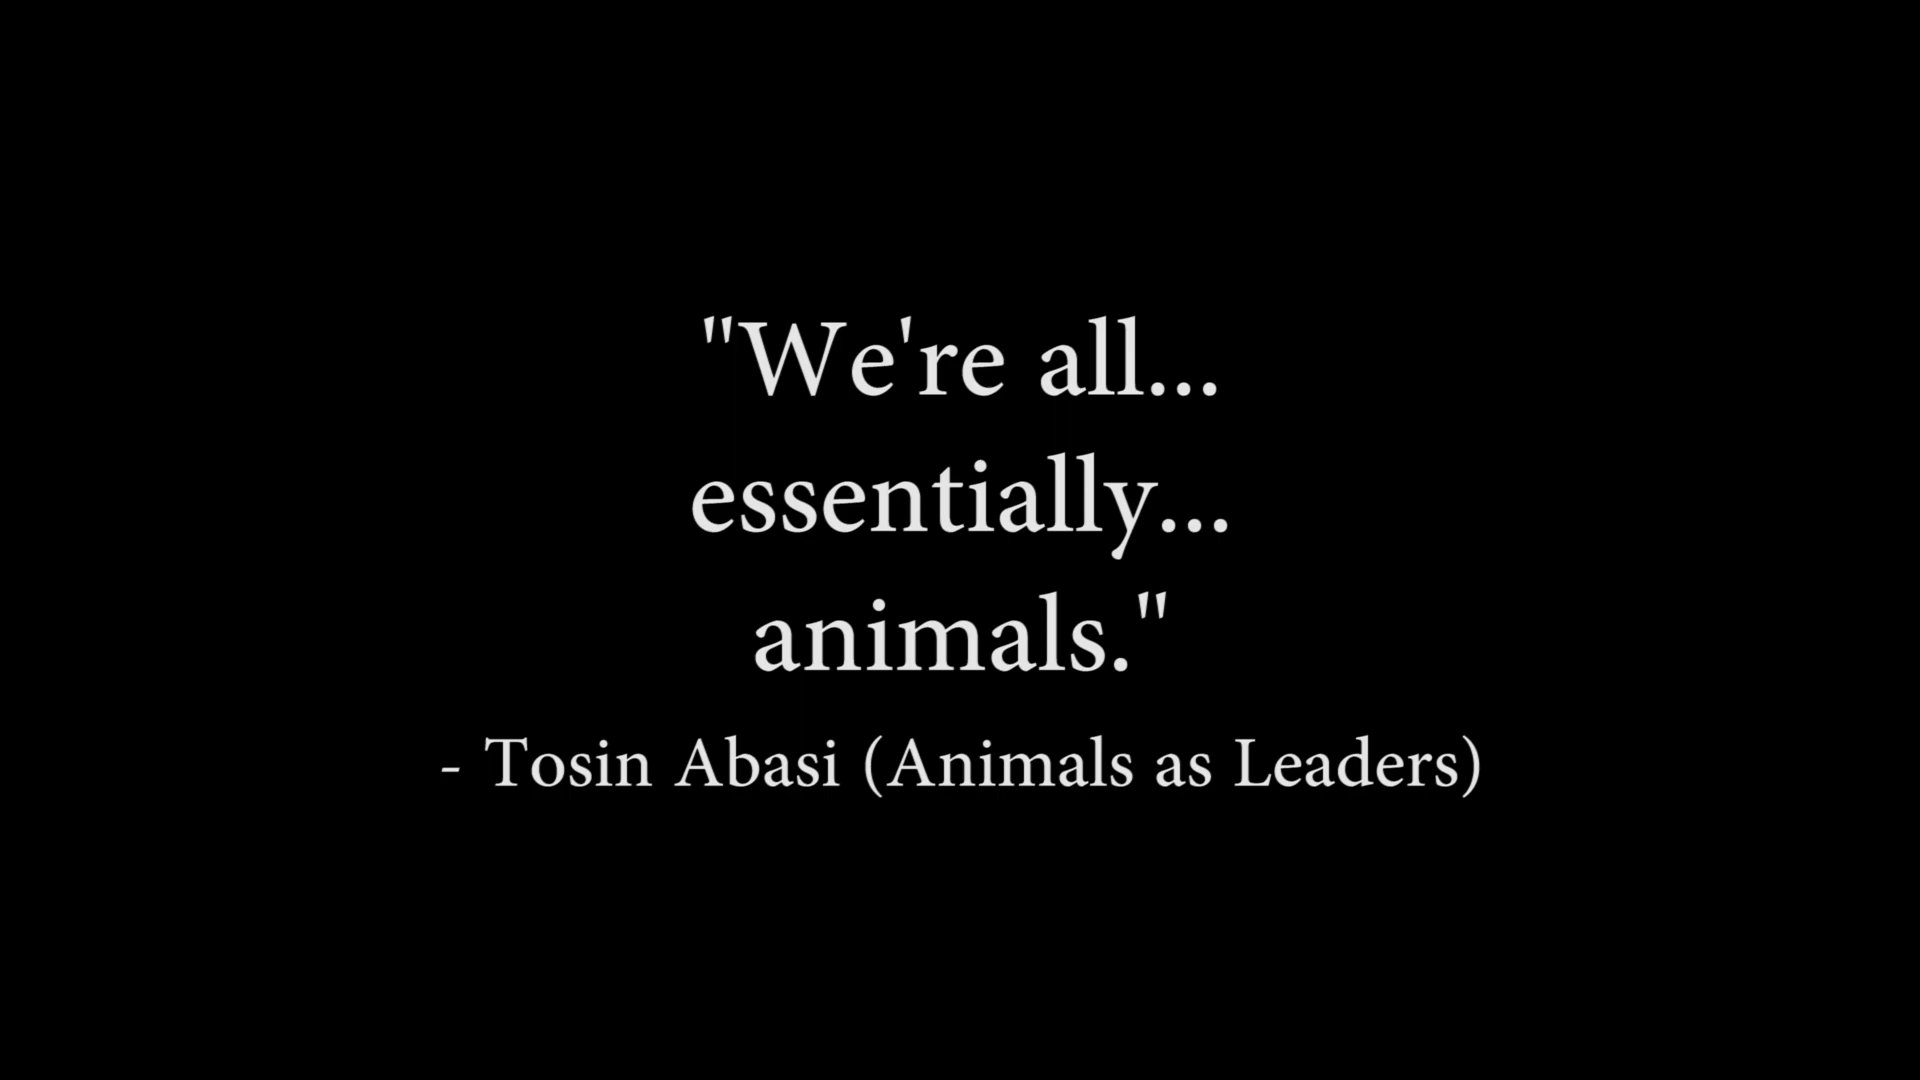 "We're all...
essentially...
animals."
- Tosin Abasi (Animals as Leaders)